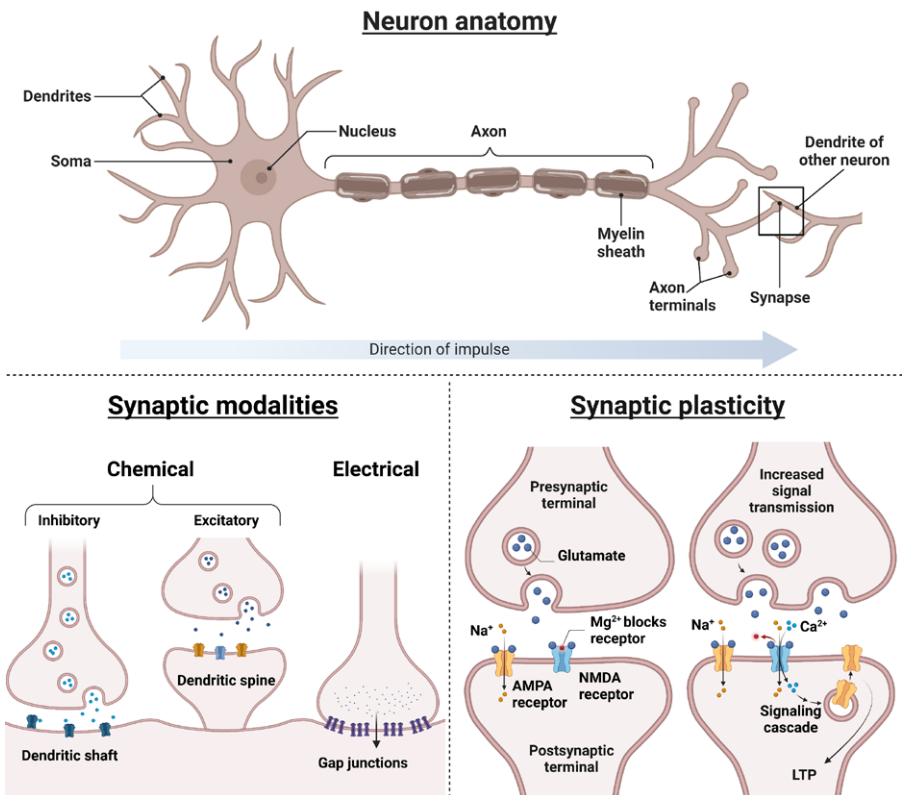 Neuron anatomy
Dendrites
Soma
Nucleus
Axon
Dendrite of
other neuron
Myelin
sheath
Axon
terminals
Synapse
Direction of impulse
Synaptic modalities
Chemical
Electrical
Inhibitory
Excitatory
Dendritic spine
Dendritic shaft
Gap junctions
Synaptic plasticity
Presynaptic
terminal
Glutamate
Na⁺
Mg²⁺ blocks
receptor
AMPA
receptor
NMDA
receptor
Postsynaptic
terminal
Increased
signal
transmission
Na⁺
Ca²⁺
Signaling
cascade
LTP